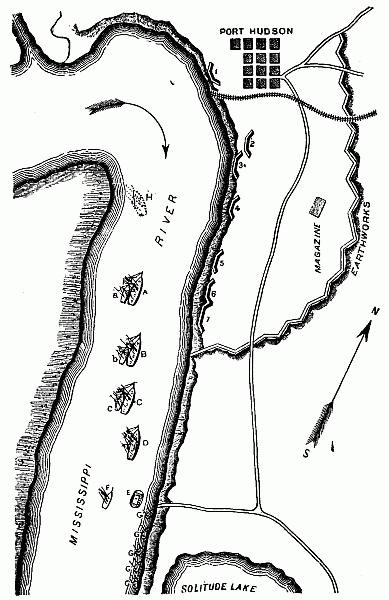 PORT HUDSON
1
2
3
4
H
RIVER
MAGAZINE
EARTHWORKS
5
A
B
6
7
N
b
B
C
C
D
S
MISSISSIPPI
F
E
G
G
SOLITUDE LAKE